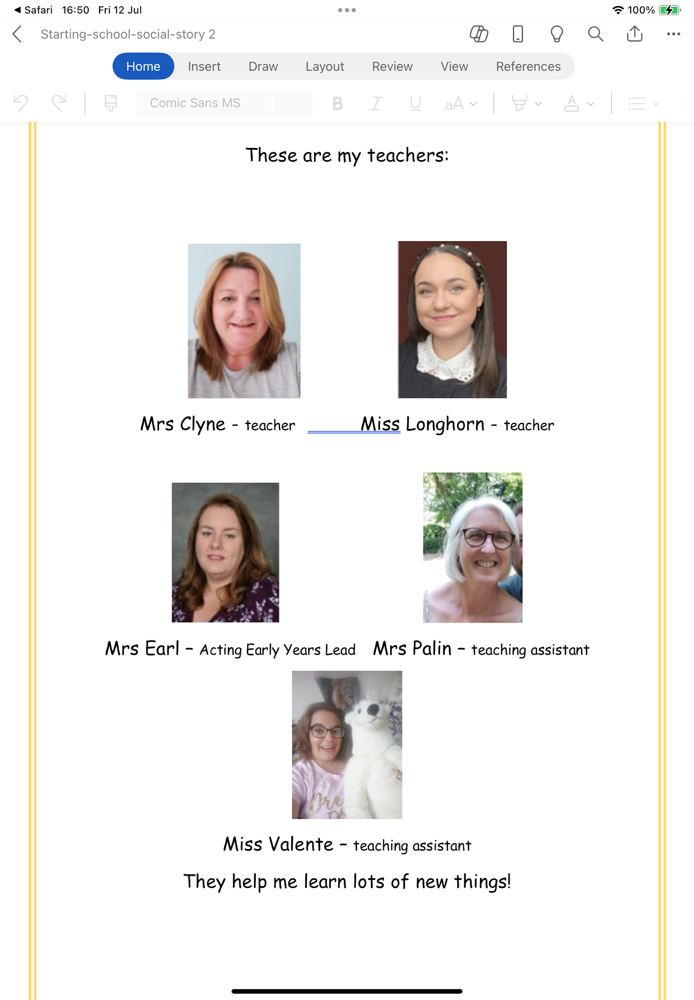 Safari 16:50 Fri 12 Jul 100%
Starting-school-social-story 2
Home Insert Draw Layout Review View References
Comic Sans MS B I U aA A
These are my teachers:
Mrs Clyne - teacher Miss Longhorn - teacher
Mrs Earl – Acting Early Years Lead Mrs Palin – teaching assistant
Miss Valente – teaching assistant
They help me learn lots of new things!